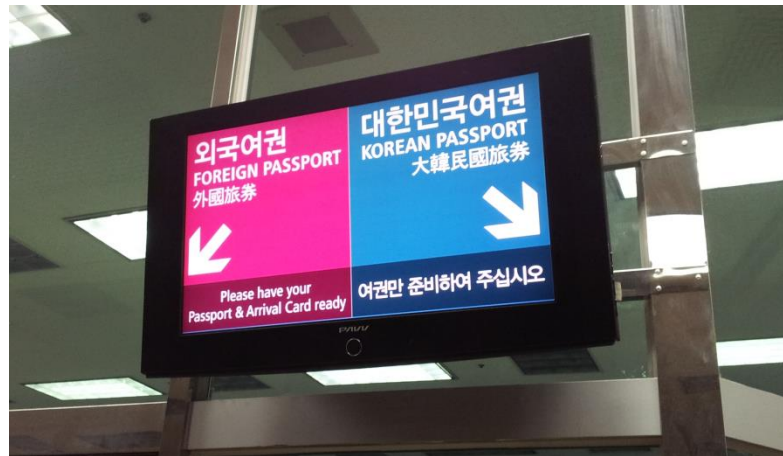 외국여권
FOREIGN PASSPORT
外國旅券
Please have your
Passport & Arrival Card ready
대한민국여권
KOREAN PASSPORT
大韓民國旅券
여권만 준비하여 주십시오